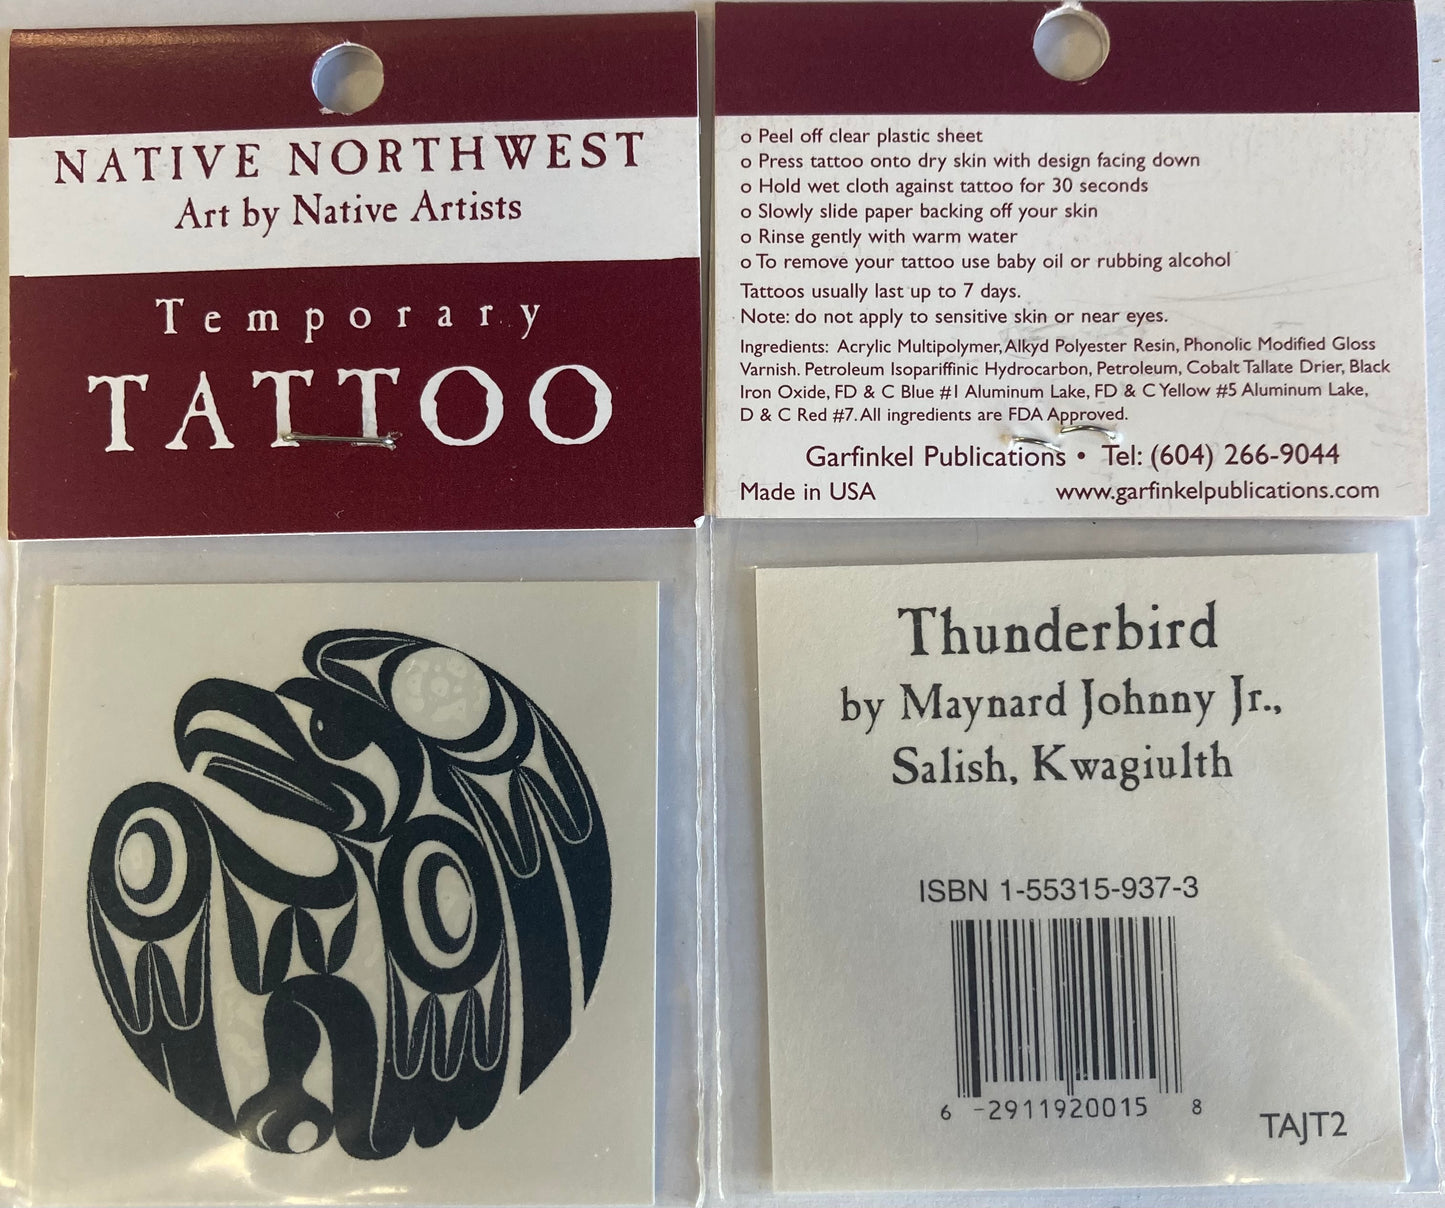 NATIVE NORTHWEST
Art by Native Artists
Temporary
TATTOO
o Peel off clear plastic sheet
o Press tattoo onto dry skin with design facing down
o Hold wet cloth against tattoo for 30 seconds
o Slowly slide paper backing off your skin
o Rinse gently with warm water
o To remove your tattoo use baby oil or rubbing alcohol
Tattoos usually last up to 7 days.
Note: do not apply to sensitive skin or near eyes.
Ingredients: Acrylic Multipolymer, Alkyd Polyester Resin, Phonolic Modified Gloss
Varnish. Petroleum Isopariffinic Hydrocarbon, Petroleum, Cobalt Tallate Drier, Black
Iron Oxide, FD & C Blue #1 Aluminum Lake, FD & C Yellow #5 Aluminum Lake,
D & C Red #7. All ingredients are FDA Approved.
Garfinkel Publications • Tel: (604) 266-9044
Made in USA www.garfinkelpublications.com
Thunderbird
by Maynard Johnny Jr.,
Salish, Kwagiulth
ISBN 1-55315-937-3
6 -2911920015 8
TAJT2